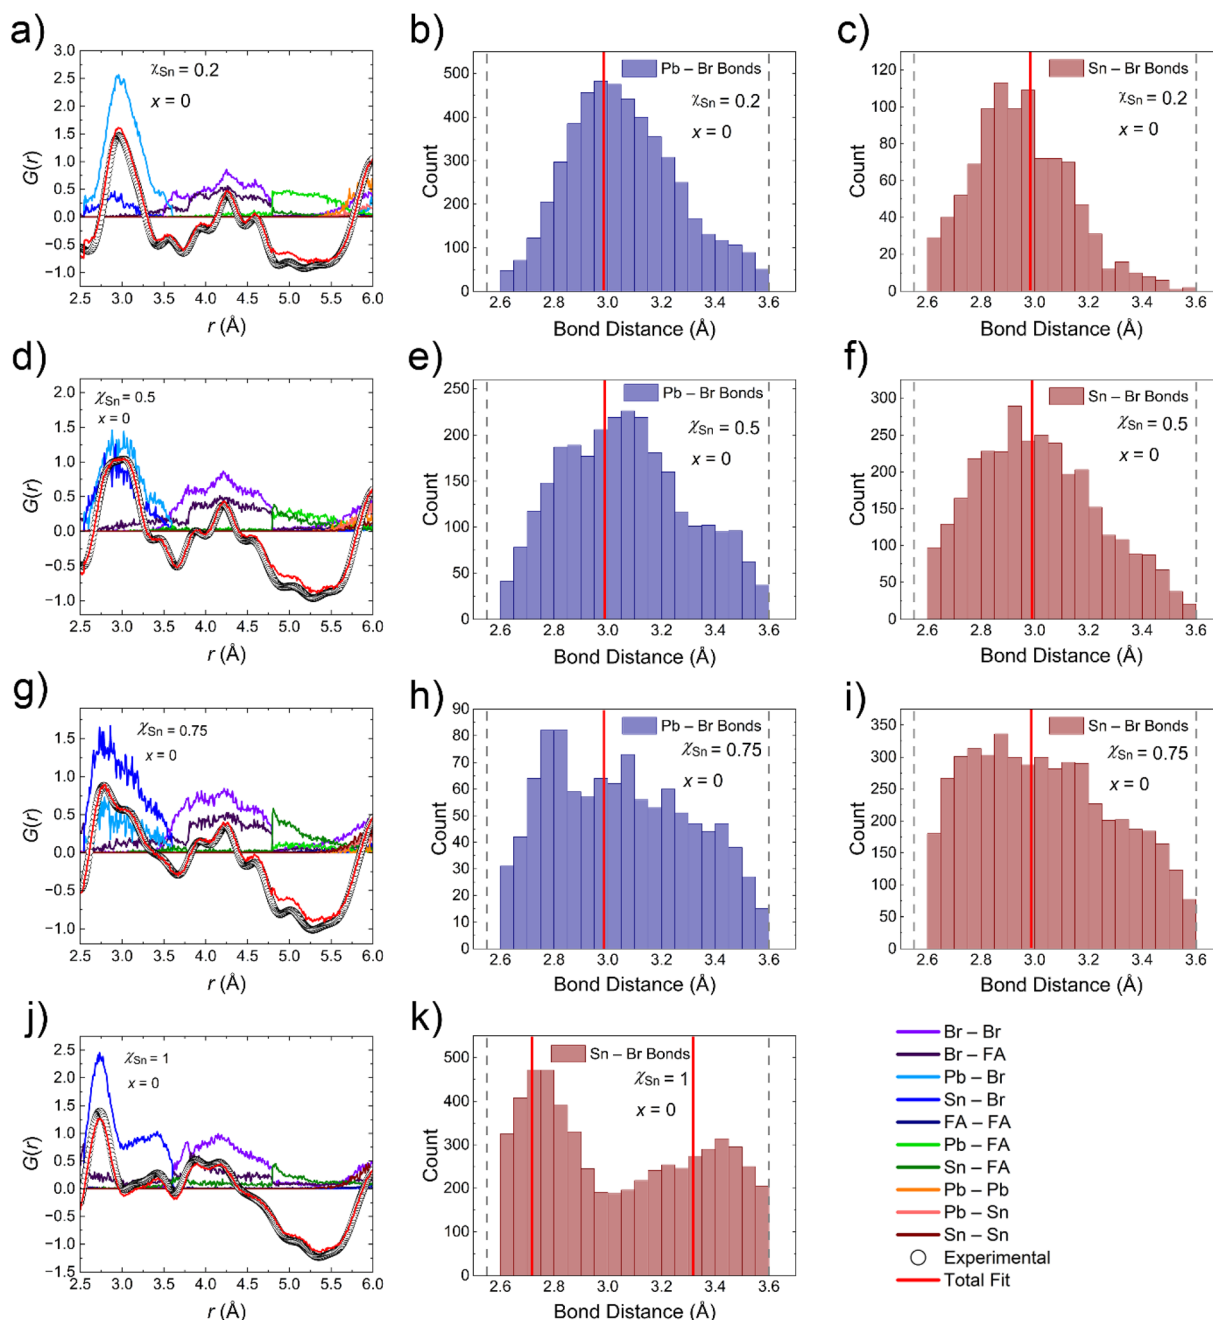 a)
3.0
2.5
2.0
1.5
1.0
0.5
0.0
−0.5
−1.0
G(r)
χSn = 0.2
x = 0
2.5 3.0 3.5 4.0 4.5 5.0 5.5 6.0
r (Å)
b)
500
400
300
200
100
0
Count
Pb – Br Bonds
χSn = 0.2
x = 0
2.6 2.8 3.0 3.2 3.4 3.6
Bond Distance (Å)
c)
120
100
80
60
40
20
0
Count
Sn – Br Bonds
χSn = 0.2
x = 0
2.6 2.8 3.0 3.2 3.4 3.6
Bond Distance (Å)
d)
2.0
1.5
1.0
0.5
0.0
−0.5
−1.0
G(r)
χSn = 0.5
x = 0
2.5 3.0 3.5 4.0 4.5 5.0 5.5 6.0
r (Å)
e)
250
200
150
100
50
0
Count
Pb – Br Bonds
χSn = 0.5
x = 0
2.6 2.8 3.0 3.2 3.4 3.6
Bond Distance (Å)
f)
300
250
200
150
100
50
0
Count
Sn – Br Bonds
χSn = 0.5
x = 0
2.6 2.8 3.0 3.2 3.4 3.6
Bond Distance (Å)
g)
1.5
1.0
0.5
0.0
−0.5
−1.0
G(r)
χSn = 0.75
x = 0
2.5 3.0 3.5 4.0 4.5 5.0 5.5 6.0
r (Å)
h)
90
80
70
60
50
40
30
20
10
0
Count
Pb – Br Bonds
χSn = 0.75
x = 0
2.6 2.8 3.0 3.2 3.4 3.6
Bond Distance (Å)
i)
350
300
250
200
150
100
50
0
Count
Sn – Br Bonds
χSn = 0.75
x = 0
2.6 2.8 3.0 3.2 3.4 3.6
Bond Distance (Å)
j)
2.5
2.0
1.5
1.0
0.5
0.0
−0.5
−1.0
−1.5
G(r)
χSn = 1
x = 0
2.5 3.0 3.5 4.0 4.5 5.0 5.5 6.0
r (Å)
k)
500
400
300
200
100
0
Count
Sn – Br Bonds
χSn = 1
x = 0
2.6 2.8 3.0 3.2 3.4 3.6
Bond Distance (Å)
Br – Br
Br – FA
Pb – Br
Sn – Br
FA – FA
Pb – FA
Sn – FA
Pb – Pb
Pb – Sn
Sn – Sn
Experimental
Total Fit